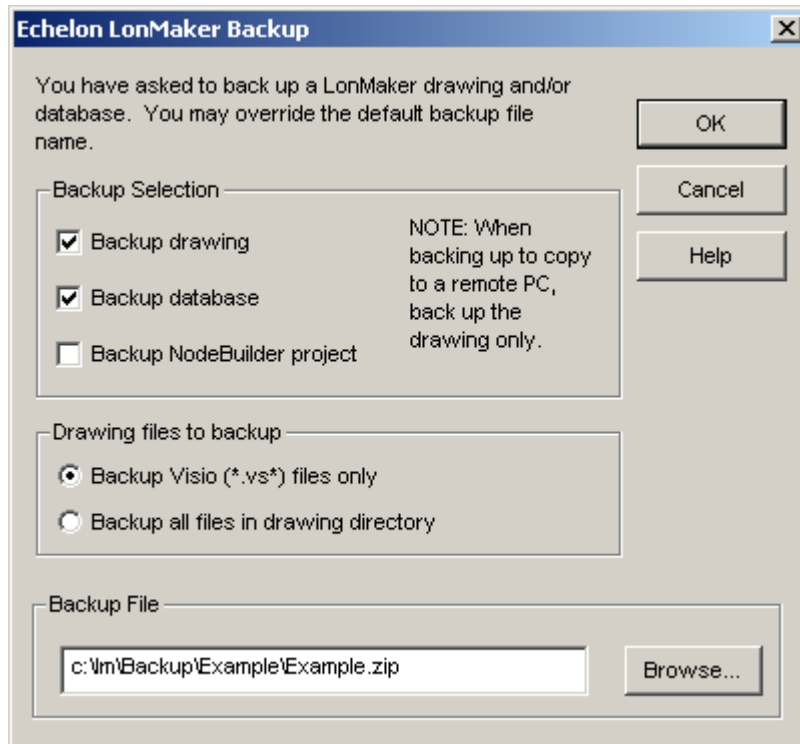 Echelon LonMaker Backup
You have asked to back up a LonMaker drawing and/or
database. You may override the default backup file
name.
OK
Cancel
Help
Backup Selection
Backup drawing
Backup database
Backup NodeBuilder project
NOTE: When
backing up to copy
to a remote PC,
back up the
drawing only.
Drawing files to backup
Backup Visio (*.vs*) files only
Backup all files in drawing directory
Backup File
c:\lm\Backup\Example\Example.zip
Browse...